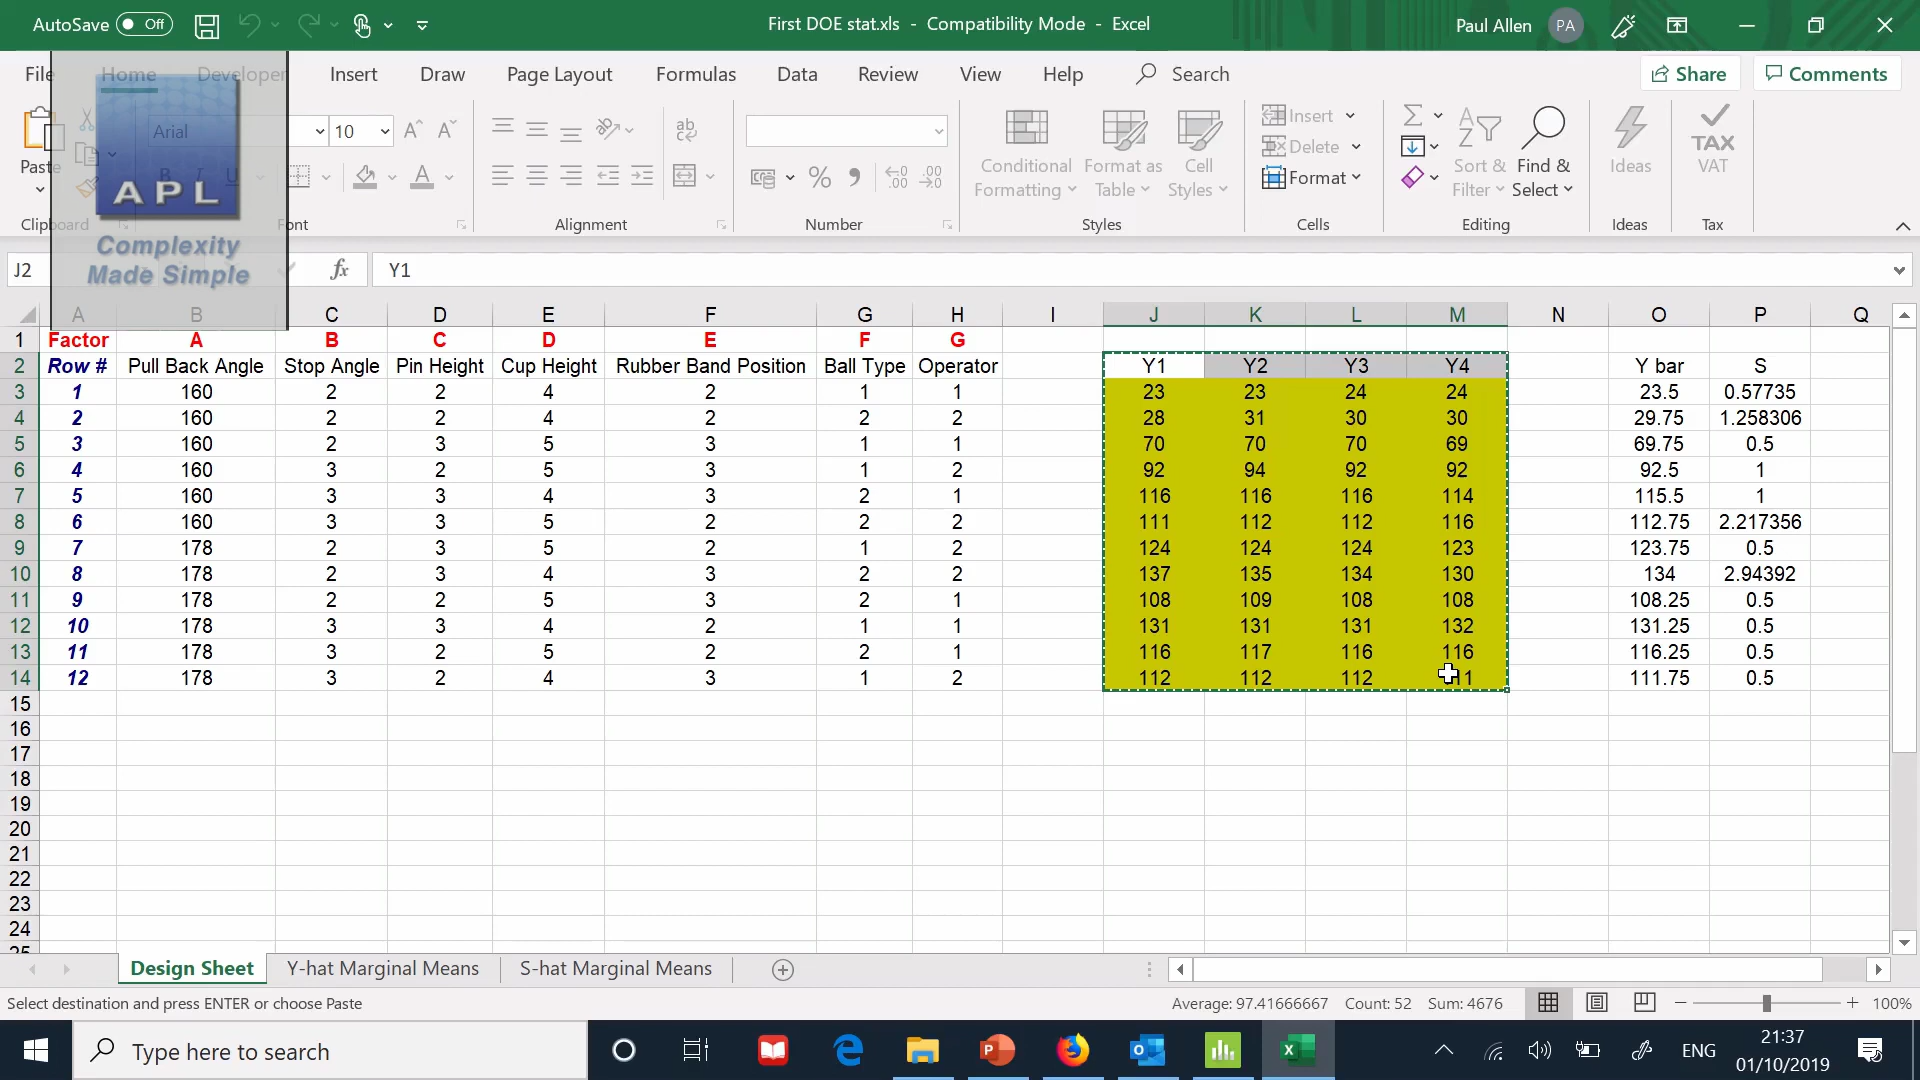 AutoSave Off
First DOE stat.xls - Compatibility Mode - Excel
Paul Allen PA
File Home Developer Insert Draw Page Layout Formulas Data Review View Help Search Share Comments
Paste
Clipboard
Arial 10
B I U
Font
Alignment
Number
Conditional Formatting
Format as Table
Cell Styles
Styles
Insert
Delete
Format
Cells
Sort & Filter
Find & Select
Editing
Ideas
Ideas
TAX
VAT
Tax
APL
Complexity
Made Simple
J2 fx Y1
A B C D E F G H I J K L M N O P Q
1 Factor A B C D E F G
2 Row # Pull Back Angle Stop Angle Pin Height Cup Height Rubber Band Position Ball Type Operator Y1 Y2 Y3 Y4 Y bar S
3 1 160 2 2 4 2 1 1 23 23 24 24 23.5 0.57735
4 2 160 2 2 4 2 2 2 28 31 30 30 29.75 1.258306
5 3 160 2 3 5 3 1 1 70 70 70 69 69.75 0.5
6 4 160 3 2 5 3 1 2 92 94 92 92 92.5 1
7 5 160 3 3 4 3 2 1 116 116 116 114 115.5 1
8 6 160 3 3 5 2 2 2 111 112 112 116 112.75 2.217356
9 7 178 2 3 5 2 1 2 124 124 124 123 123.75 0.5
10 8 178 2 3 4 3 2 2 137 135 134 130 134 2.94392
11 9 178 2 2 5 3 2 1 108 109 108 108 108.25 0.5
12 10 178 3 3 4 2 1 1 131 131 131 132 131.25 0.5
13 11 178 3 2 5 2 2 1 116 117 116 116 116.25 0.5
14 12 178 3 2 4 3 1 2 112 112 112 111.75 0.5
15
16
17
18
19
20
21
22
23
24
25
Design Sheet Y-hat Marginal Means S-hat Marginal Means
Select destination and press ENTER or choose Paste
Average: 97.41666667 Count: 52 Sum: 4676 100%
Type here to search
ENG
21:37
01/10/2019